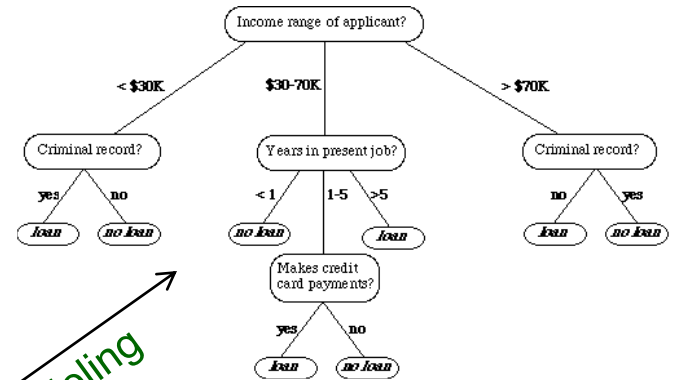 Income range of applicant?
< $30K
$30-70K
> $70K
Criminal record?
Years in present job?
Criminal record?
yes
no
< 1
1-5
>5
no
yes
loan
no loan
no loan
loan
loan
no loan
Makes credit
card payments?
yes
no
loan
no loan